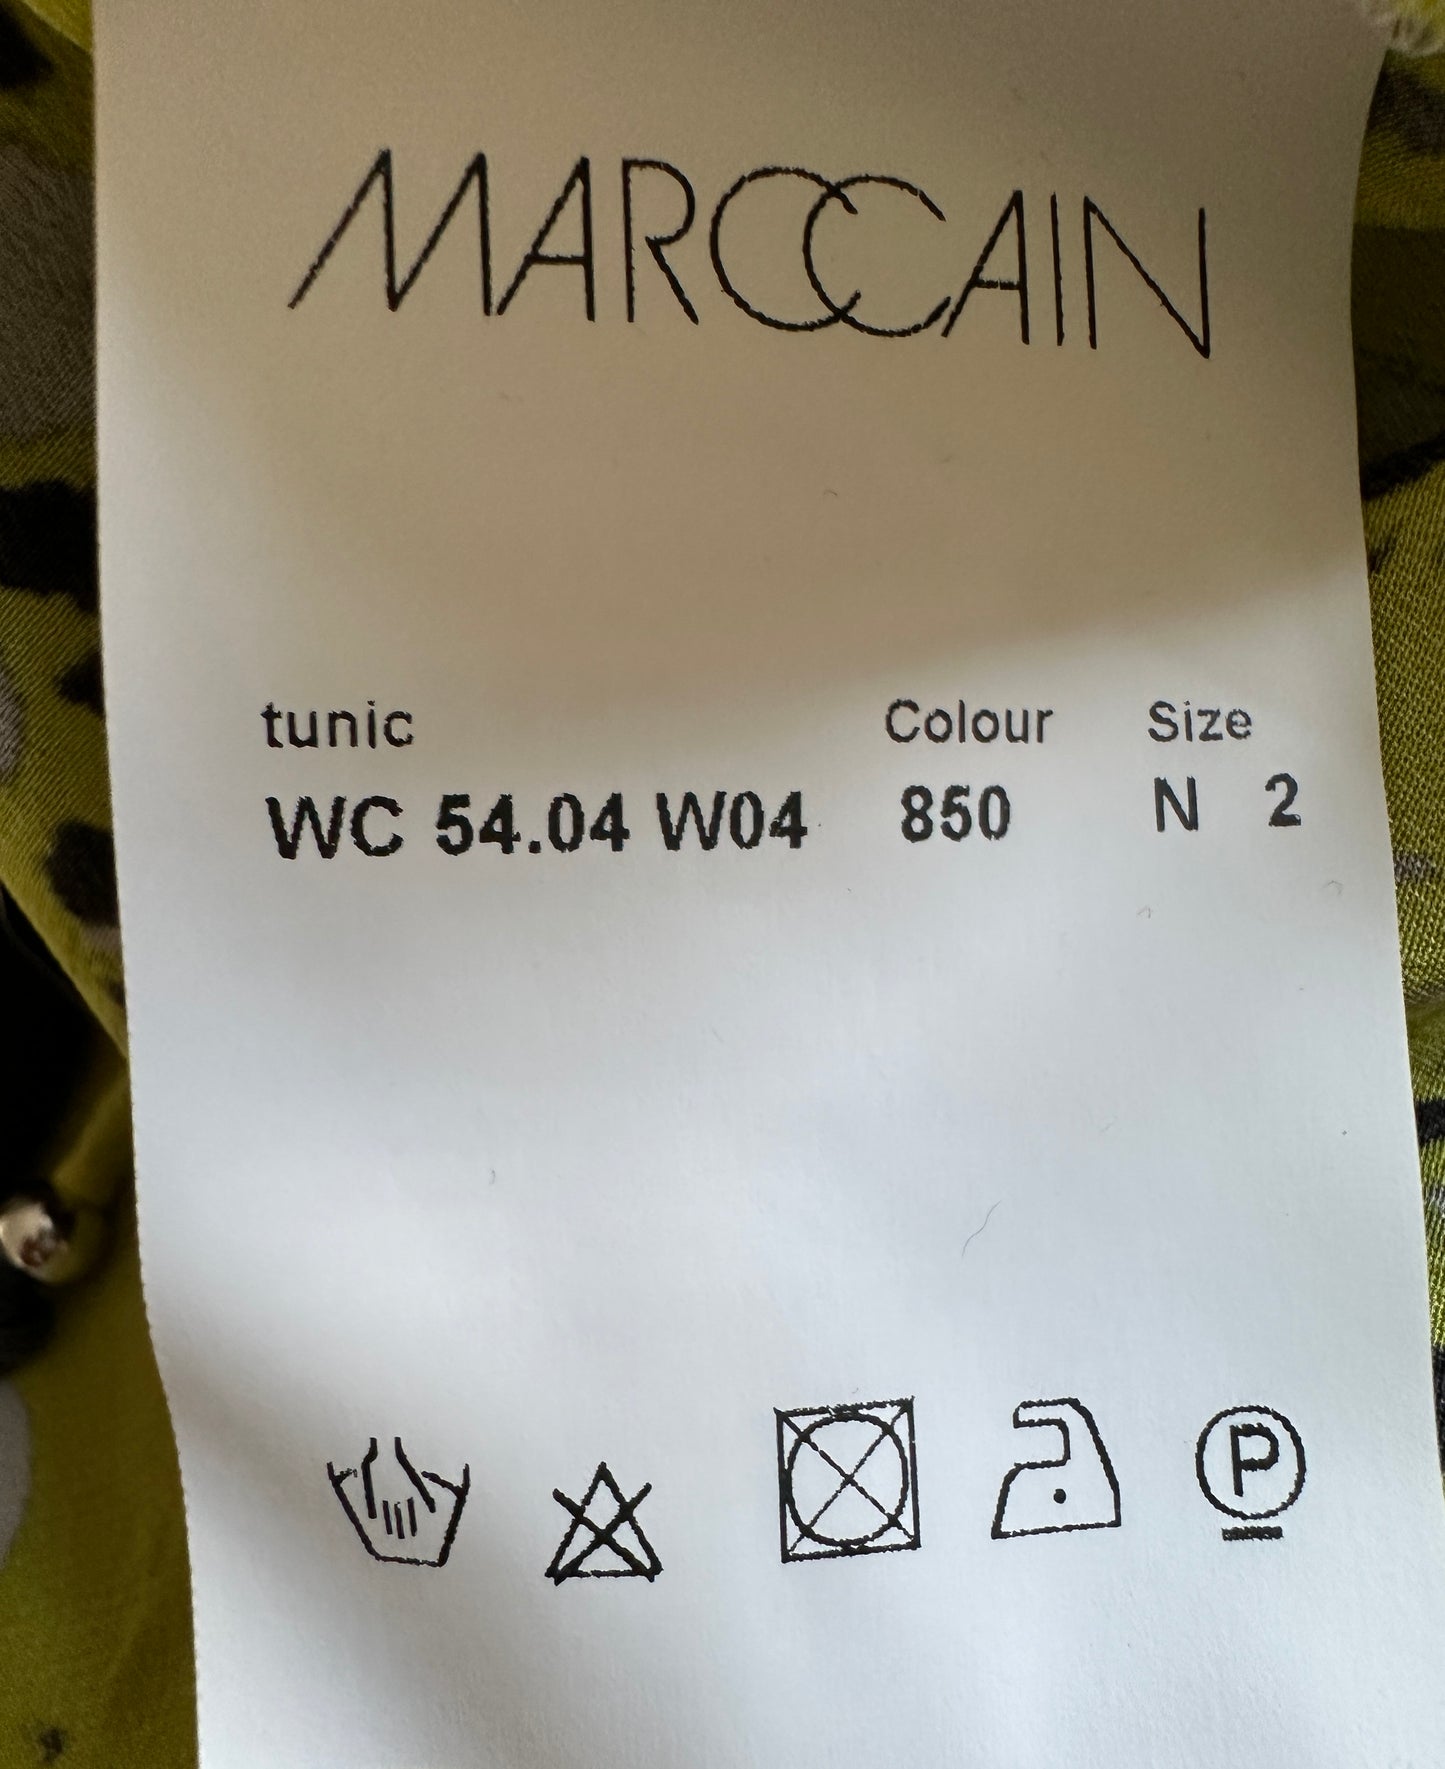 MARCCAIN
tunic Colour Size
WC 54.04 W04 850 N 2
P